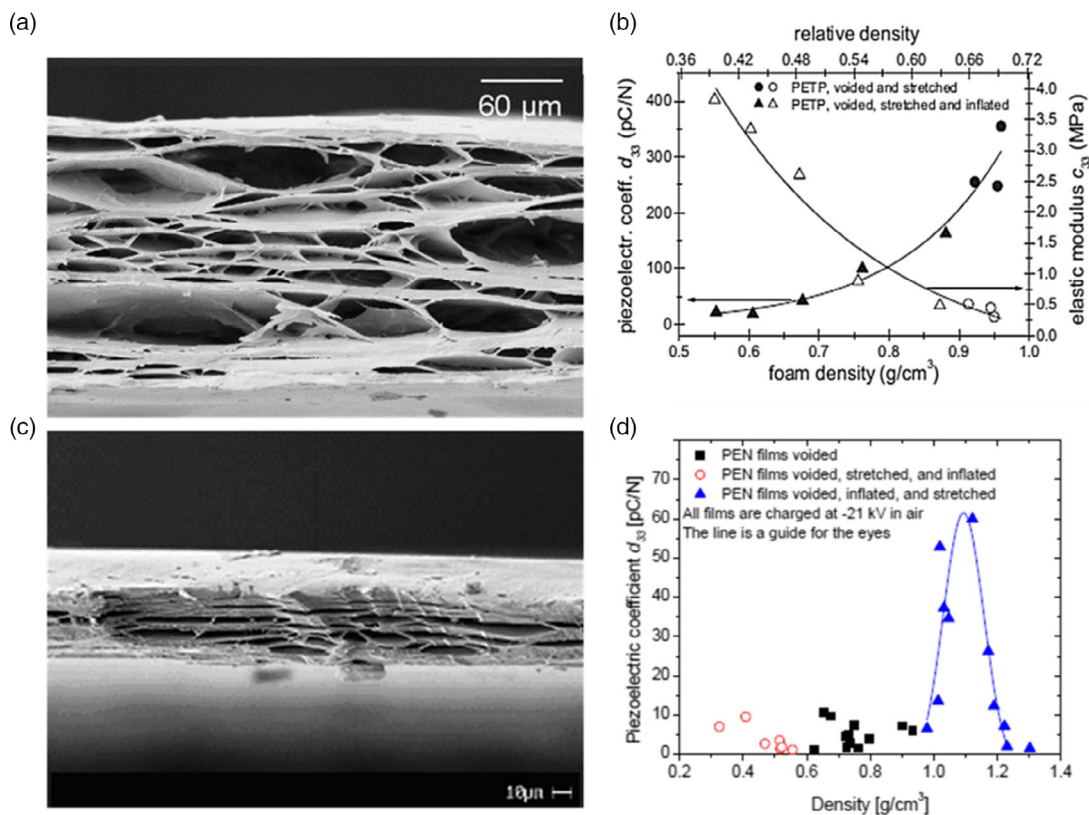 (a)
60 μm
(b)
relative density
0.36 0.42 0.48 0.54 0.60 0.66 0.72
PETP, voided and stretched
PETP, voided, stretched and inflated
piezoelectr. coeff. d33 (pC/N)
400
300
200
100
0
elastic modulus c33 (MPa)
4.0
3.5
3.0
2.5
2.0
1.5
1.0
0.5
0.0
0.5 0.6 0.7 0.8 0.9 1.0
foam density (g/cm³)
(c)
10μm
(d)
PEN films voided
PEN films voided, stretched, and inflated
PEN films voided, inflated, and stretched
All films are charged at -21 kV in air
The line is a guide for the eyes
Piezoelectric coefficient d33 [pC/N]
70
60
50
40
30
20
10
0
0.2 0.4 0.6 0.8 1.0 1.2 1.4
Density [g/cm³]